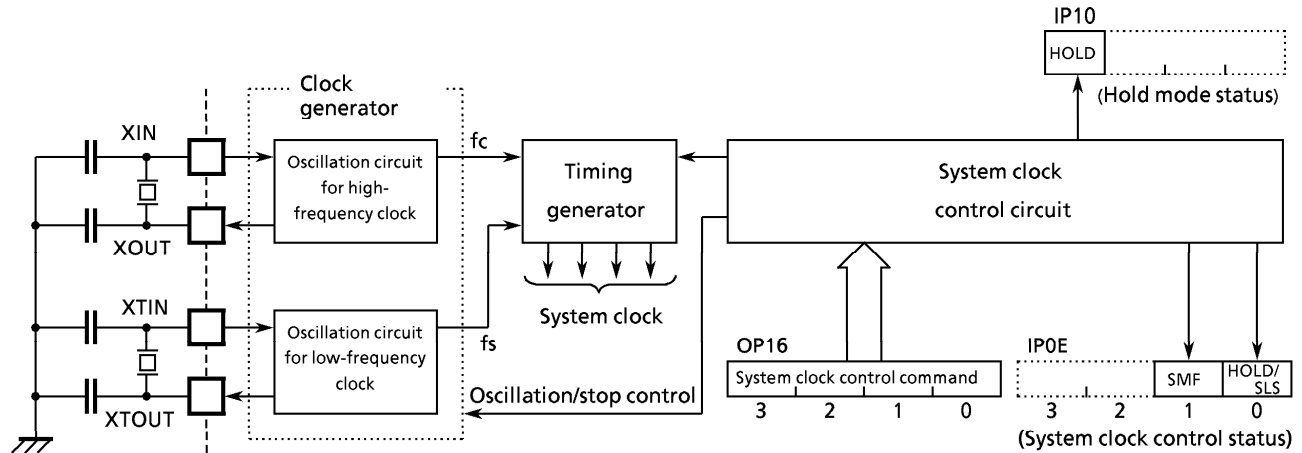 IP10
HOLD
(Hold mode status)
Clock
generator
XIN
XOUT
Oscillation circuit
for high-
frequency clock
fc
Timing
generator
System clock
control circuit
System clock
XTIN
XTOUT
Oscillation circuit
for low-frequency
clock
fs
Oscillation/stop control
OP16
System clock control command
3 2 1 0
IP0E
SMF
HOLD/
SLS
3 2 1 0
(System clock control status)